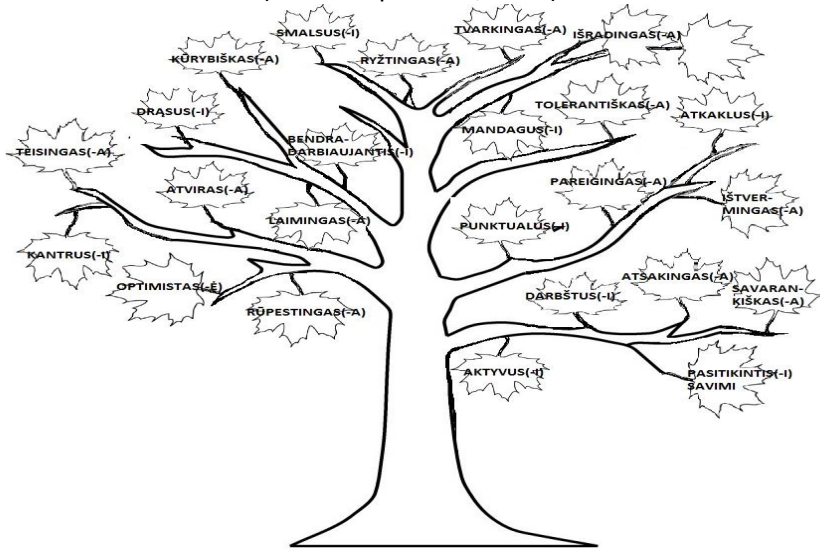 SMALSUS(-I)
TVARKINGAS(-A)
IŠRADINGAS(-A)
KŪRYBIŠKAS(-A)
RYŽTINGAS(-A)
DRĄSUS(-I)
TOLERANTIŠKAS(-A)
ATKAKLUS(-I)
MANDAGUS(-I)
BENDRA-
DARBIAUJANTIS(-I)
TEISINGAS(-A)
ATVIRAS(-A)
PAREIGINGAS(-A)
IŠTVER-
MINGAS(-A)
LAIMINGAS(-A)
PUNKTUALUS(-I)
KANTRUS(-I)
OPTIMISTAS(-Ė)
ATSAKINGAS(-A)
SAVARAN-
KIŠKAS(-A)
DARBŠTUS(-I)
RŪPESTINGAS(-A)
AKTYVUS(-I)
PASITIKINTIS(-I)
SAVIMI